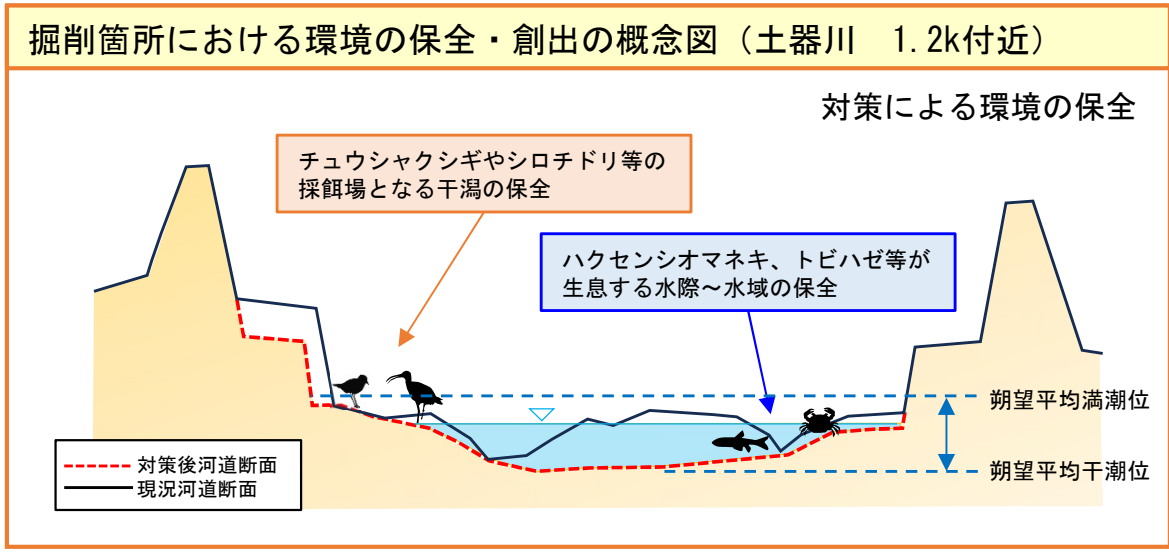 掘削箇所における環境の保全・創出の概念図（土器川　1.2k付近）
対策による環境の保全
チュウシャクシギやシロチドリ等の
採餌場となる干潟の保全
ハクセンシオマネキ、トビハゼ等が
生息する水際～水域の保全
朔望平均満潮位
朔望平均干潮位
対策後河道断面
現況河道断面